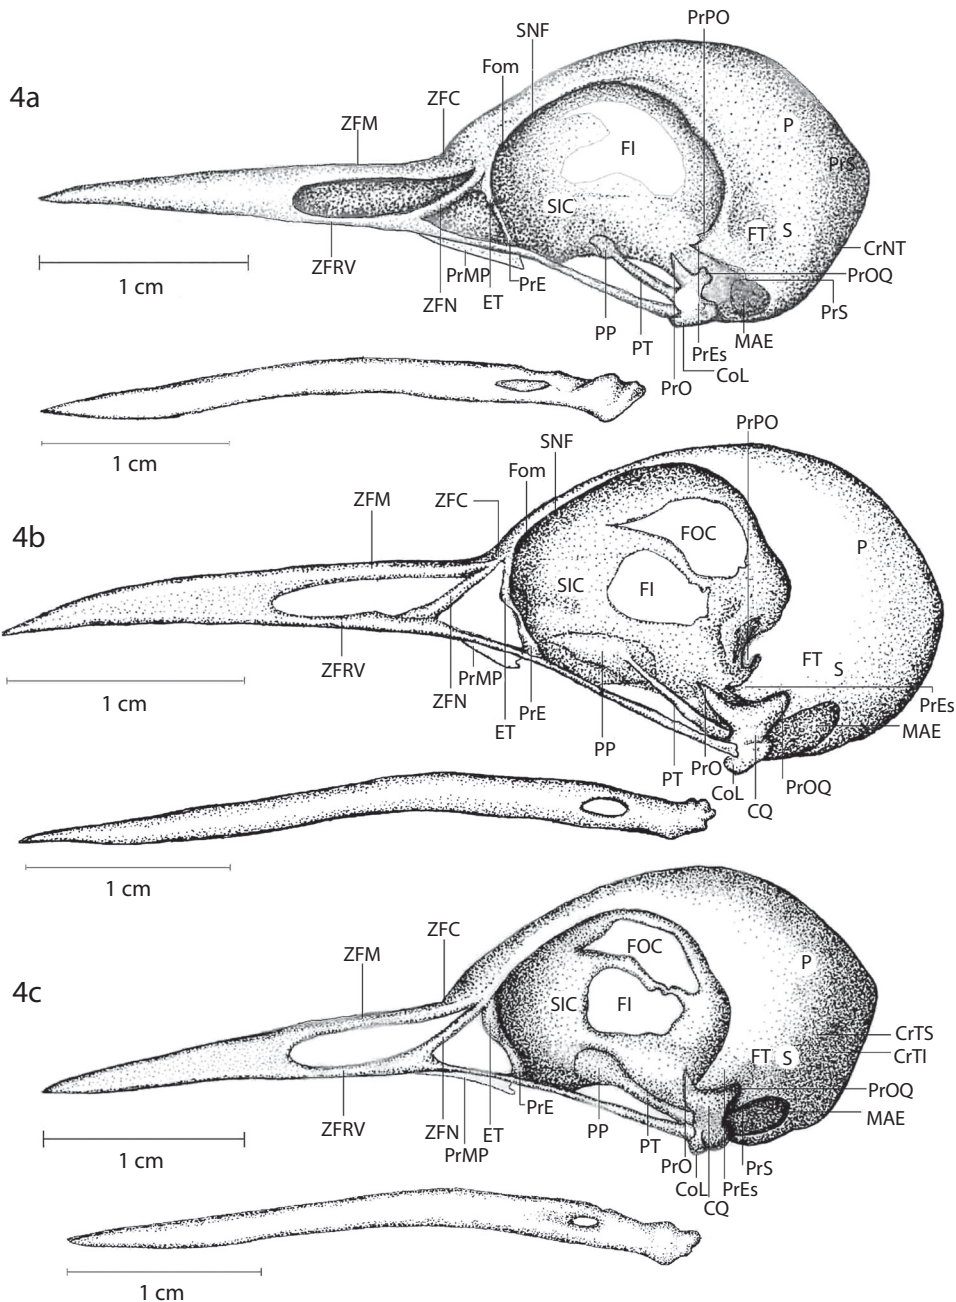 PrPO
SNF
Fom
4a
ZFC
ZFM
P
FI
PrS
SIC
FT S
CrNT
ZFRV
PrMP
PrE
PrOQ
1 cm
ZFN
ET
PrS
PP
PT
MAE
PrEs
CoL
PrO
1 cm
PrPO
SNF
Fom
ZFC
ZFM
4b
FOC
P
SIC
FI
FT S
ZFRV
PrMP
ZFN
PrEs
1 cm
PrE
ET
MAE
PP
PT
PrO
CoL
PrOQ
CQ
1 cm
ZFC
ZFM
FOC
P
4c
SIC
FI
CrTS
FT S
CrTI
PrOQ
PrE
MAE
ZFRV
ZFN
ET
PP
PT
PrMP
1 cm
PrO
PrS
CoL
PrEs
CQ
1 cm